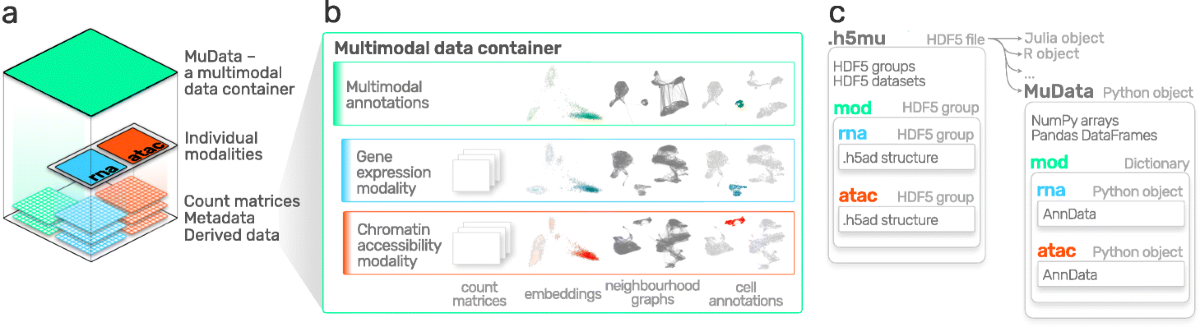 a
MuData –
a multimodal
data container
Individual
modalities
rna
atac
Count matrices
Metadata
Derived data
b
Multimodal data container
Multimodal
annotations
Gene
expression
modality
Chromatin
accessibility
modality
count
matrices
embeddings
neighbourhood
graphs
cell
annotations
c
.h5mu HDF5 file
HDF5 groups
HDF5 datasets
mod HDF5 group
rna HDF5 group
.h5ad structure
atac HDF5 group
.h5ad structure
Julia object
R object
...
MuData Python object
NumPy arrays
Pandas DataFrames
mod Dictionary
rna Python object
AnnData
atac Python object
AnnData